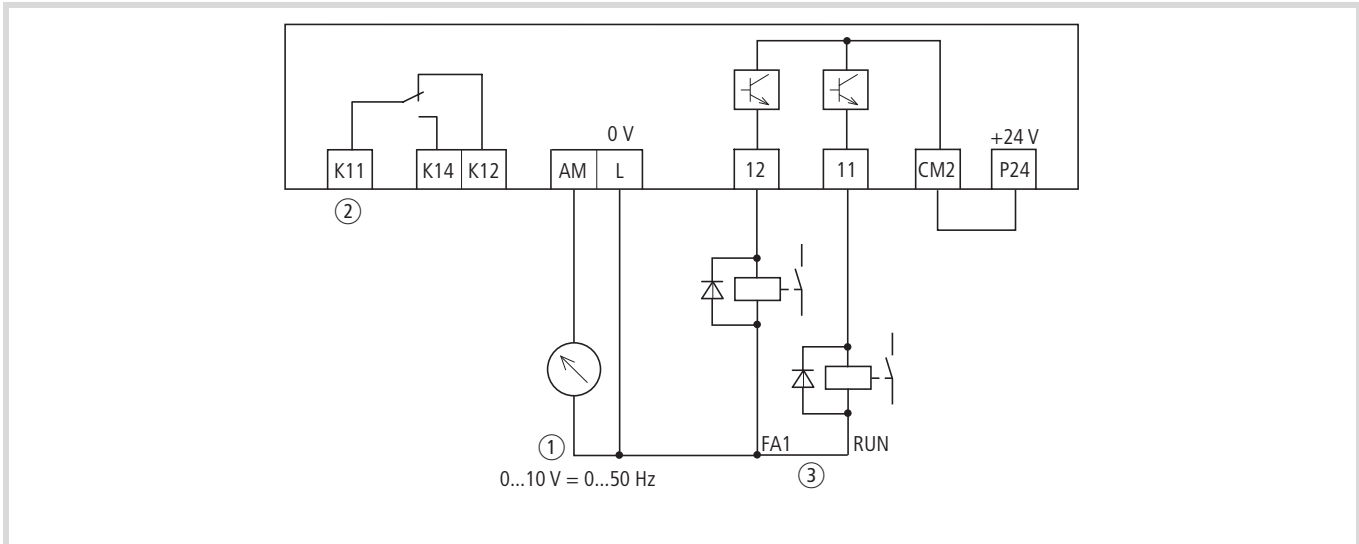 0 V
+24 V
K11 K14 K12 AM L 12 11 CM2 P24
2
1 FA1 RUN
0...10 V = 0...50 Hz
3